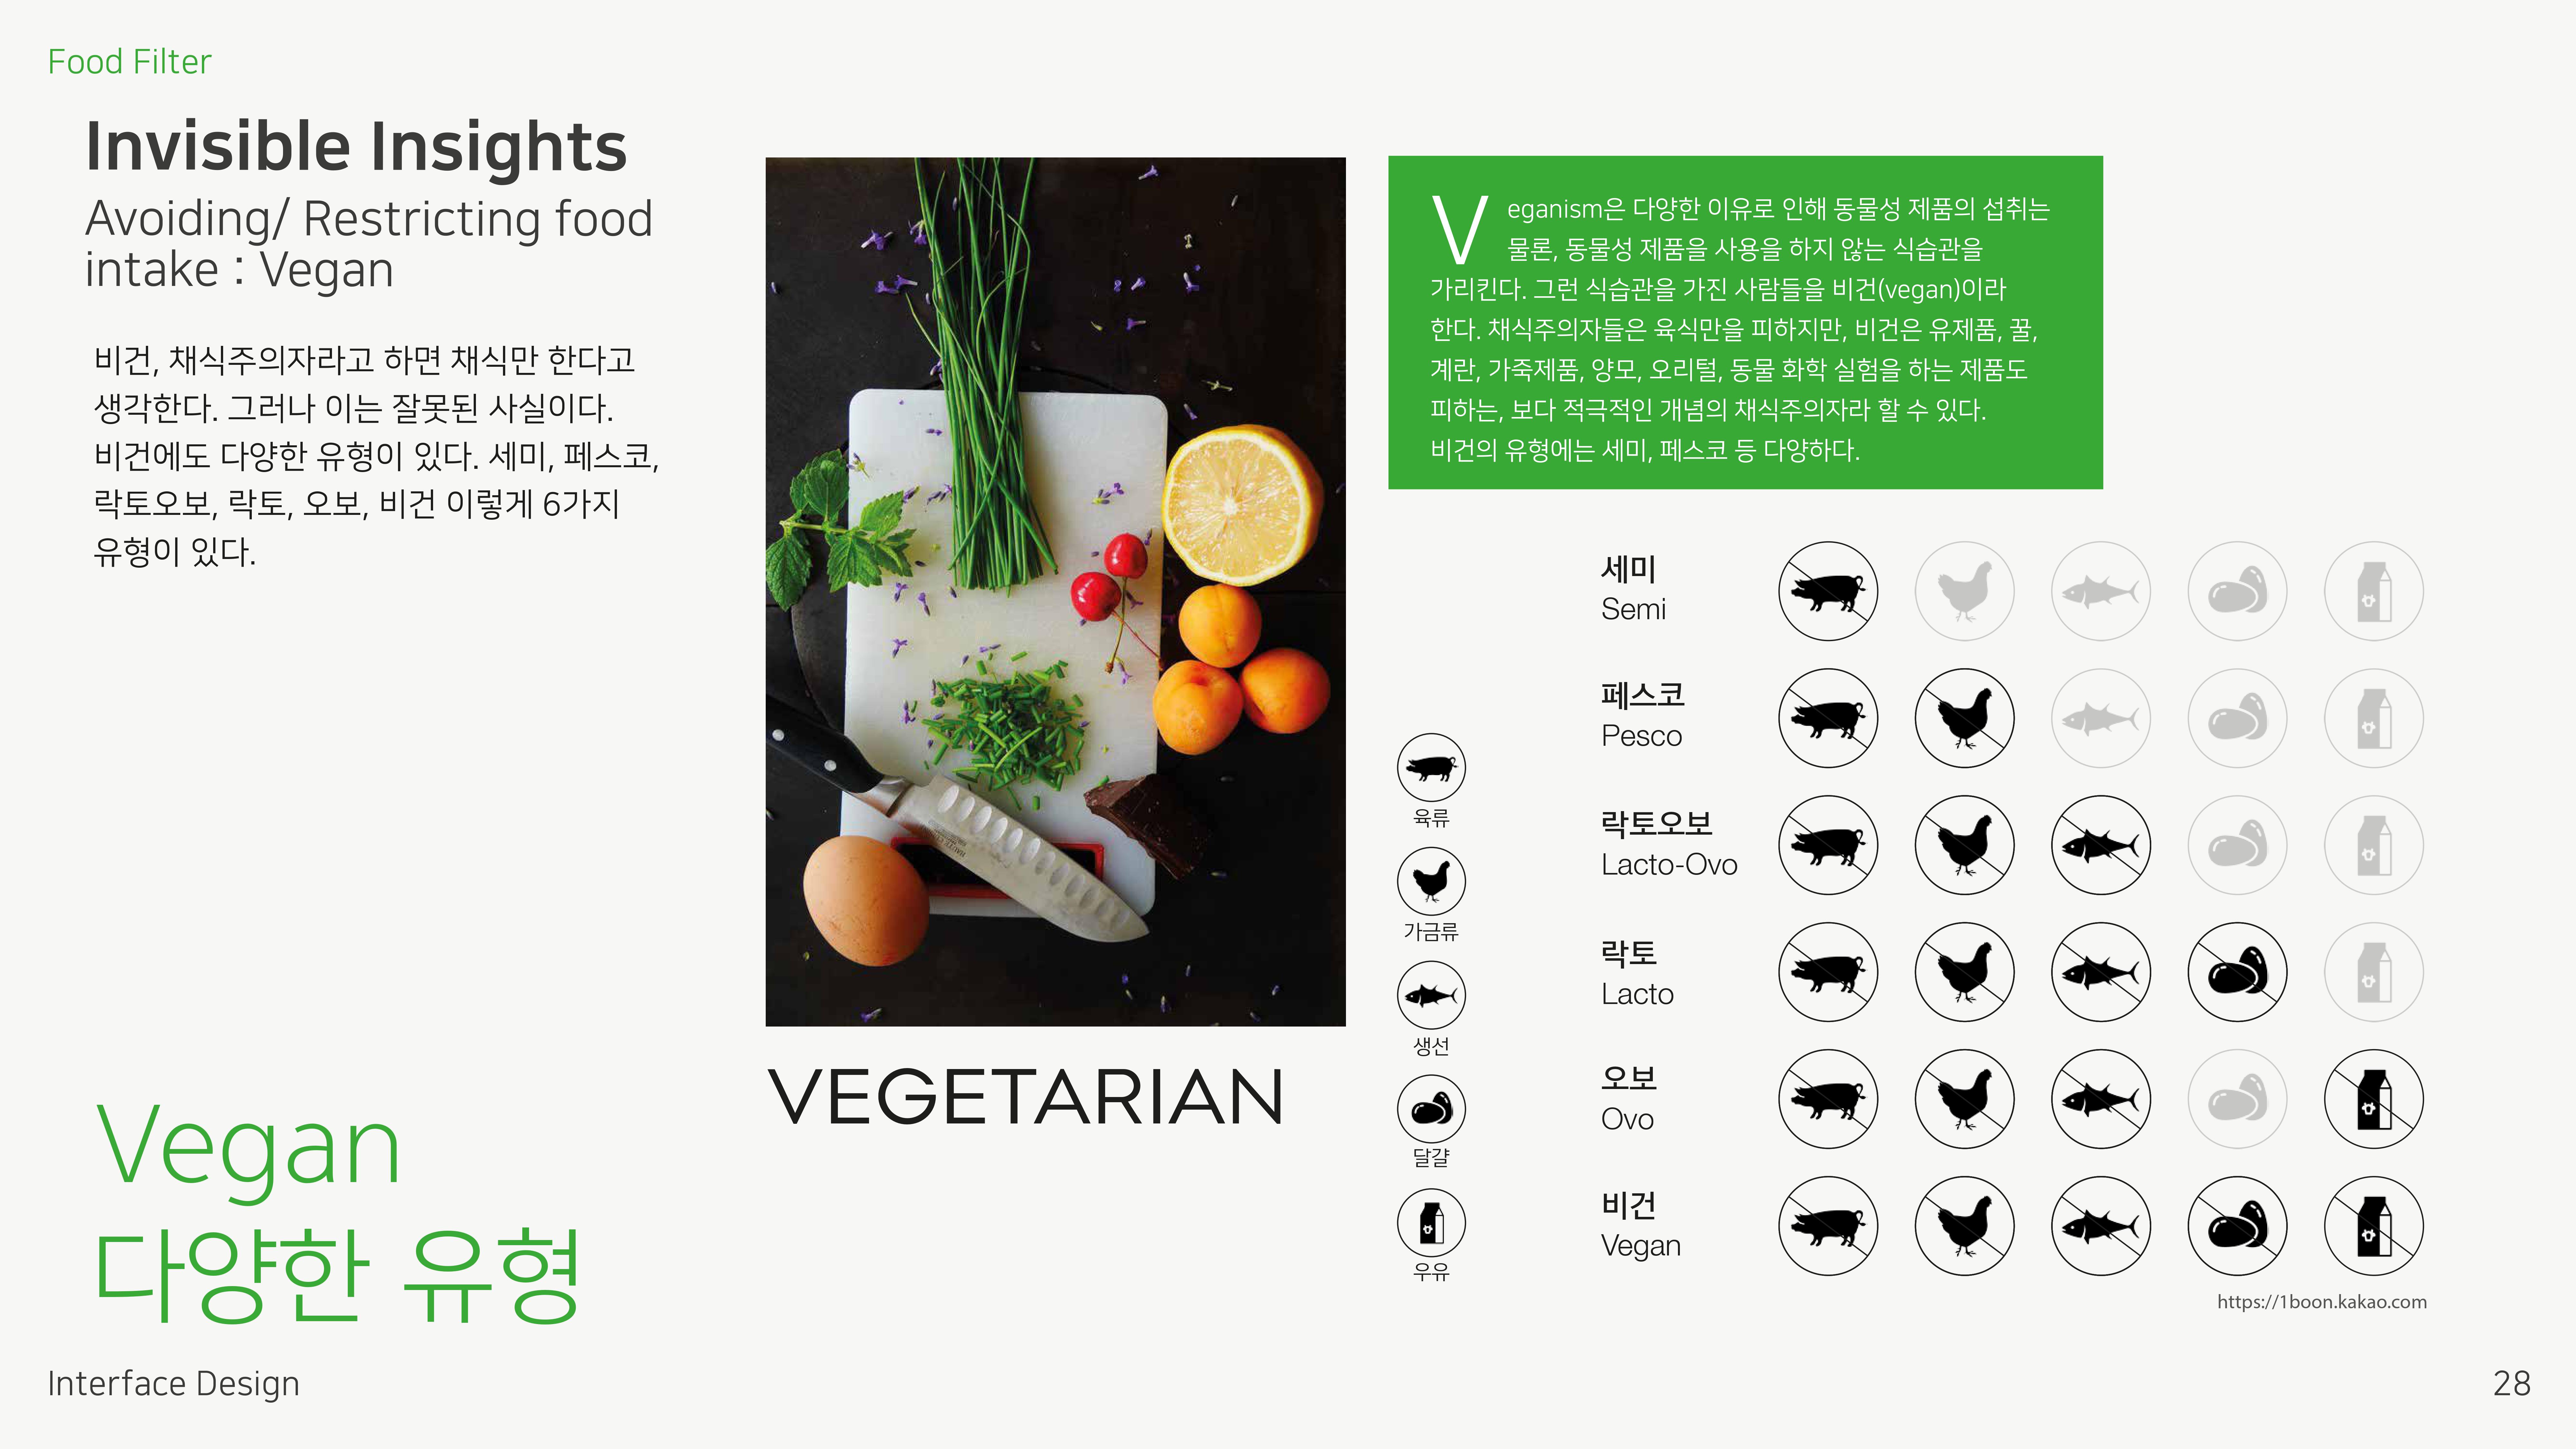 Food Filter
Invisible Insights
Avoiding/ Restricting food
intake : Vegan
비건, 채식주의자라고 하면 채식만 한다고
생각한다. 그러나 이는 잘못된 사실이다.
비건에도 다양한 유형이 있다. 세미, 페스코,
락토오보, 락토, 오보, 비건 이렇게 6가지
유형이 있다.
Vegan
다양한 유형
VEGETARIAN
Veganism은 다양한 이유로 인해 동물성 제품의 섭취는
물론, 동물성 제품을 사용을 하지 않는 식습관을
가리킨다. 그런 식습관을 가진 사람들을 비건(vegan)이라
한다. 채식주의자들은 육식만을 피하지만, 비건은 유제품, 꿀,
계란, 가죽제품, 양모, 오리털, 동물 화학 실험을 하는 제품도
피하는, 보다 적극적인 개념의 채식주의자라 할 수 있다.
비건의 유형에는 세미, 페스코 등 다양하다.
육류
가금류
생선
달걀
우유
세미
Semi
페스코
Pesco
락토오보
Lacto-Ovo
락토
Lacto
오보
Ovo
비건
Vegan
https://1boon.kakao.com
Interface Design
28